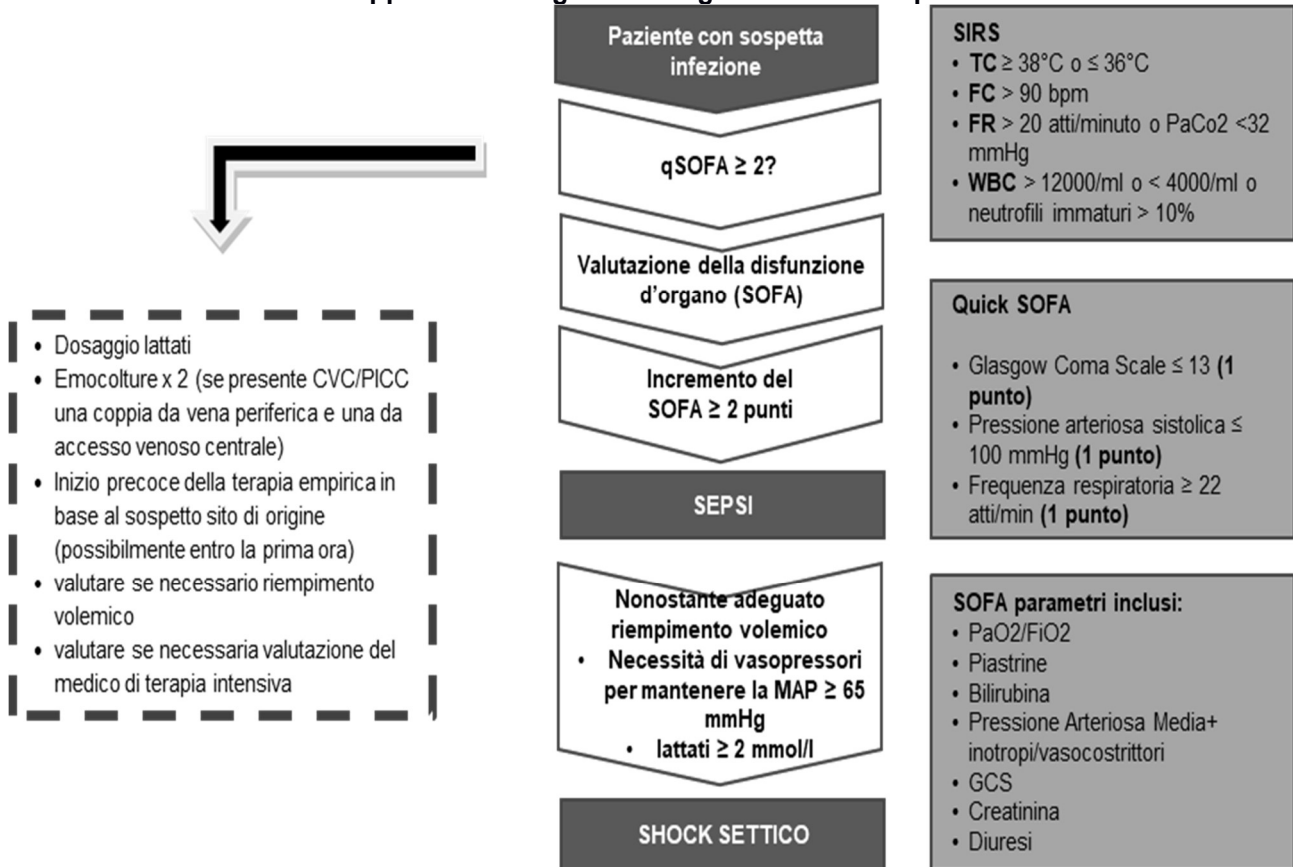 Paziente con sospetta
infezione
qSOFA ≥ 2?
Valutazione della disfunzione
d'organo (SOFA)
Incremento del
SOFA ≥ 2 punti
SEPSI
Nonostante adeguato
riempimento volemico
• Necessità di vasopressori
per mantenere la MAP ≥ 65
mmHg
• lattati ≥ 2 mmol/l
SHOCK SETTICO
• Dosaggio lattati
• Emocolture x 2 (se presente CVC/PICC
una coppia da vena periferica e una da
accesso venoso centrale)
• Inizio precoce della terapia empirica in
base al sospetto sito di origine
(possibilmente entro la prima ora)
• valutare se necessario riempimento
volemico
• valutare se necessaria valutazione del
medico di terapia intensiva
SIRS
• TC ≥ 38°C o ≤ 36°C
• FC > 90 bpm
• FR > 20 atti/minuto o PaCo2 <32
mmHg
• WBC > 12000/ml o < 4000/ml o
neutrofili immaturi > 10%
Quick SOFA
• Glasgow Coma Scale ≤ 13 (1
punto)
• Pressione arteriosa sistolica ≤
100 mmHg (1 punto)
• Frequenza respiratoria ≥ 22
atti/min (1 punto)
SOFA parametri inclusi:
• PaO2/FiO2
• Piastrine
• Bilirubina
• Pressione Arteriosa Media+
inotropi/vasocostrittori
• GCS
• Creatinina
• Diuresi